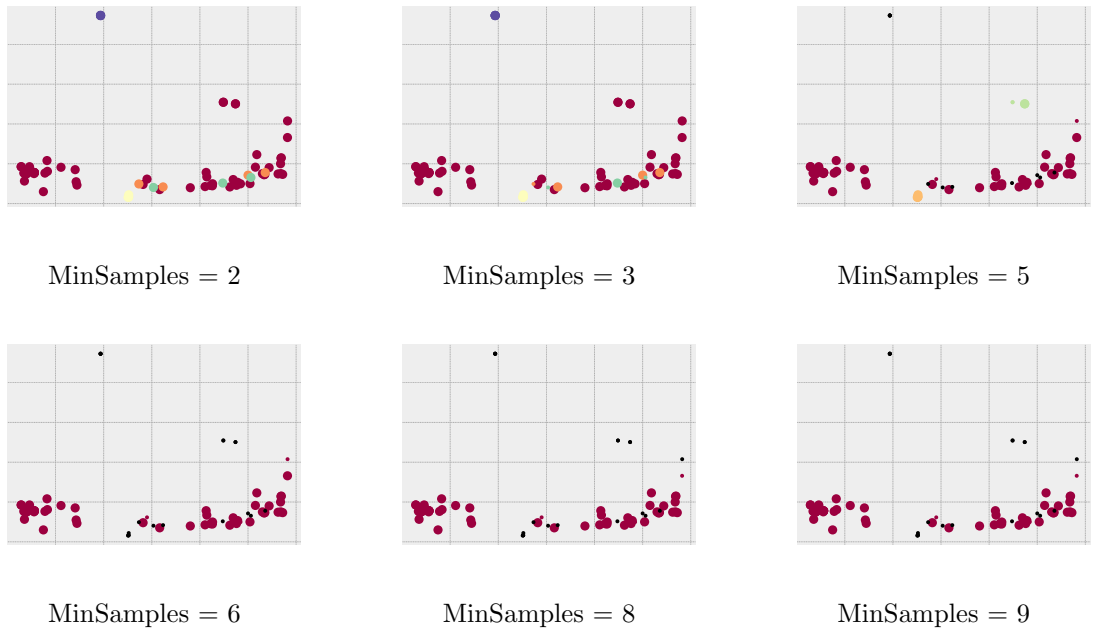 MinSamples = 2
MinSamples = 3
MinSamples = 5
MinSamples = 6
MinSamples = 8
MinSamples = 9